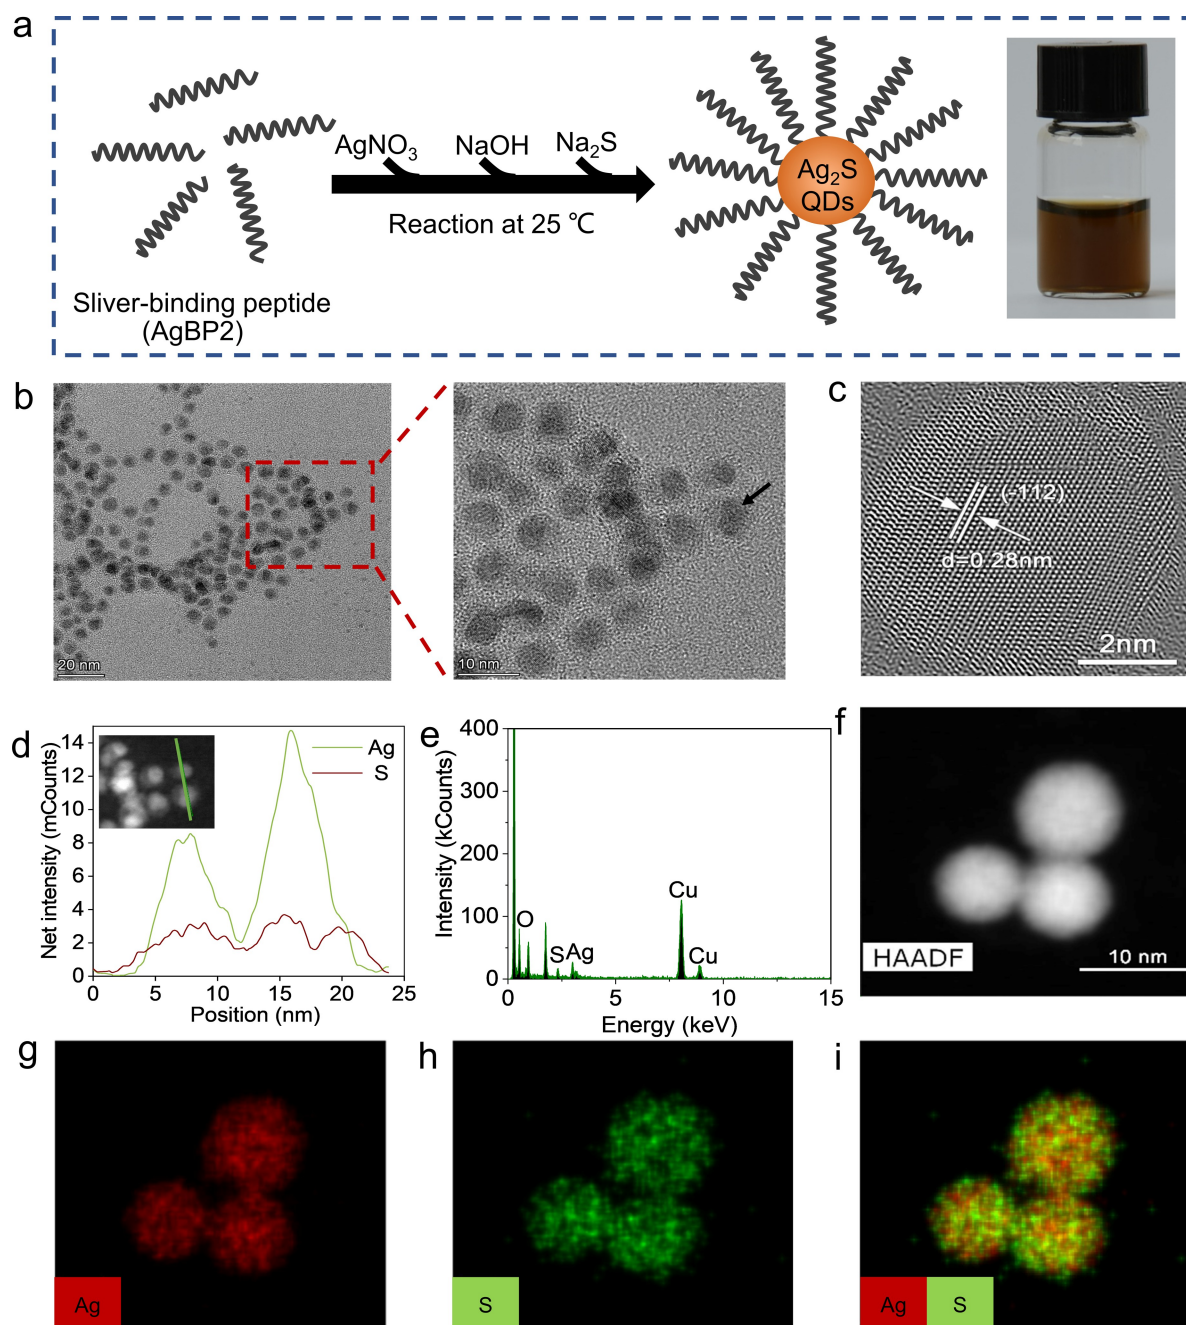 a
AgNO3
NaOH
Na2S
Reaction at 25 ℃
Sliver-binding peptide
(AgBP2)
Ag2S
QDs
b
20 nm
10 nm
c
(-112)
d=0 28nm
2nm
d
Net intensity (mCounts)
14
12
10
8
6
4
2
0
0
5
10
15
20
25
Position (nm)
Ag
S
e
Intensity (kCounts)
400
300
200
100
0
0
5
10
15
Energy (keV)
O
S
Ag
Cu
Cu
f
HAADF
10 nm
g
Ag
h
S
i
Ag
S